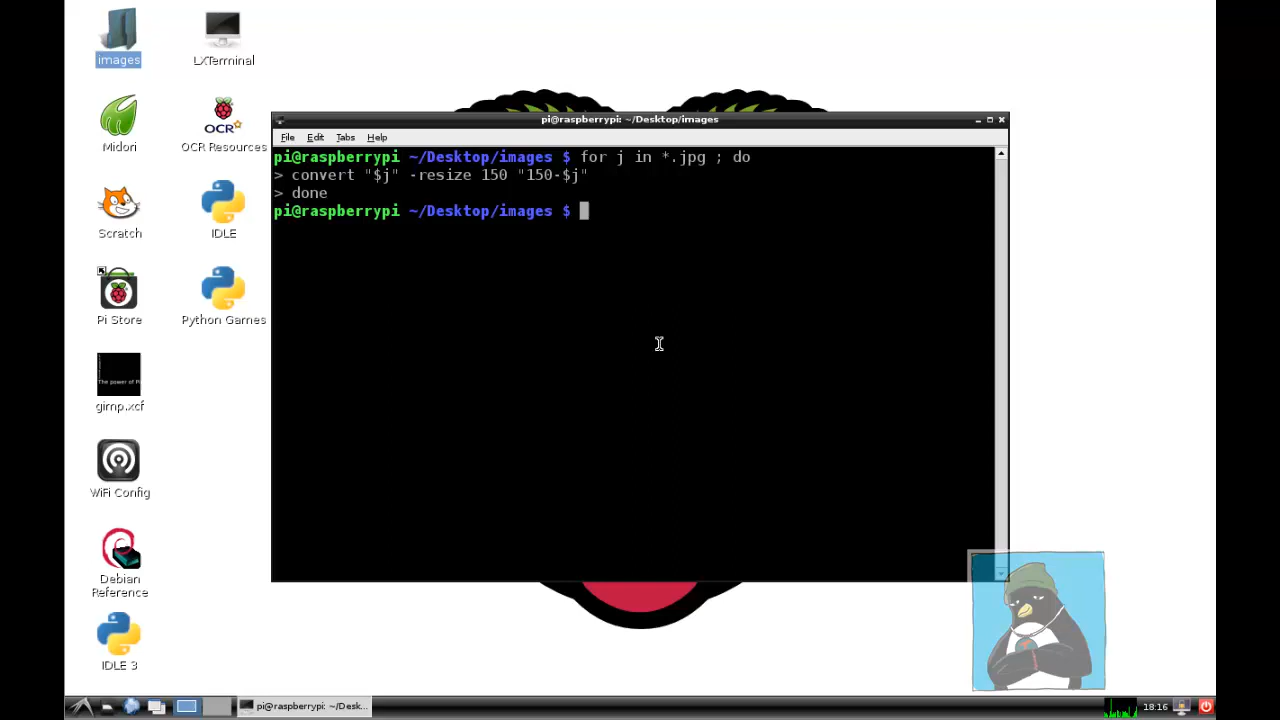 images
LXTerminal
Midori
OCR
OCR Resources
Scratch
IDLE
Pi Store
Python Games
The power of Pi
gimp.xcf
WiFi Config
Debian
Reference
IDLE 3
pi@raspberrypi: ~/Desktop/images
File Edit Tabs Help
pi@raspberrypi ~/Desktop/images $ for j in *.jpg ; do
> convert "$j" -resize 150 "150-$j"
> done
pi@raspberrypi ~/Desktop/images $
pi@raspberrypi: ~/Desk...
18:16